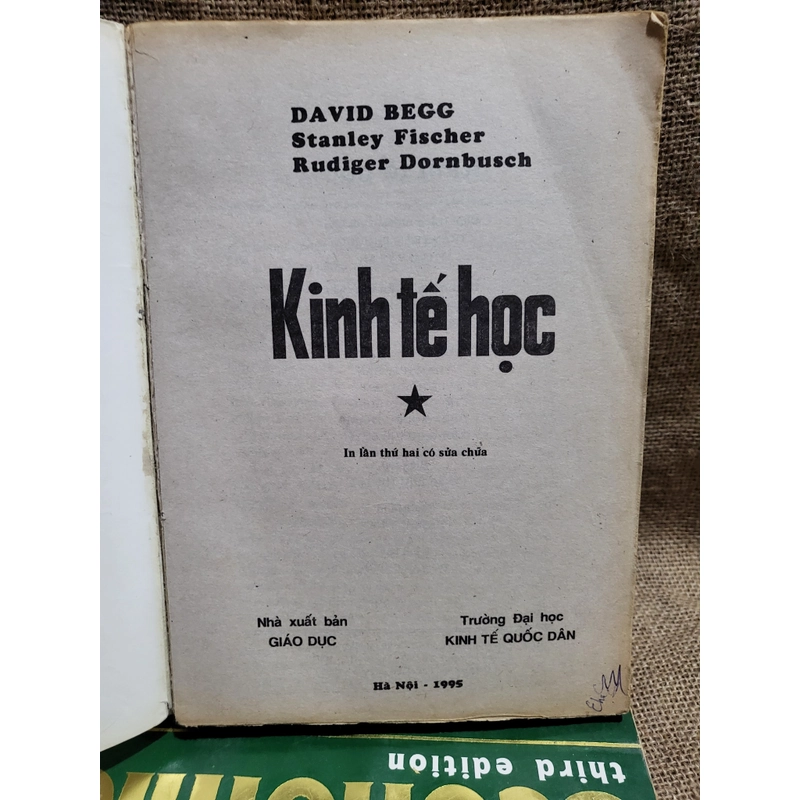 DAVID BEGG
Stanley Fischer
Rudiger Dornbusch
Kinh tế học
In lần thứ hai có sửa chữa
Nhà xuất bản
GIÁO DỤC
Trường Đại học
KINH TẾ QUỐC DÂN
Hà Nội - 1995
third edition